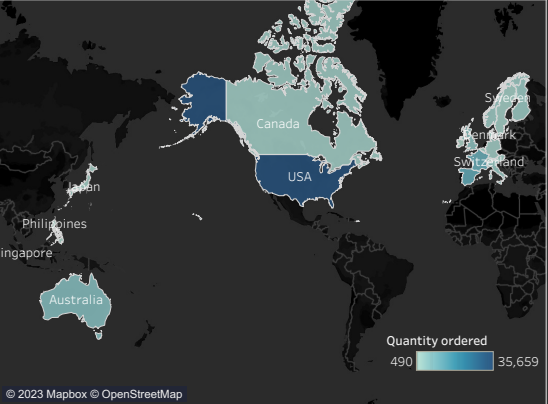 Sweden
Canada
Denmark
Switzerland
USA
Japan
Philippines
ingapore
Australia
Quantity ordered
490 35,659
© 2023 Mapbox © OpenStreetMap